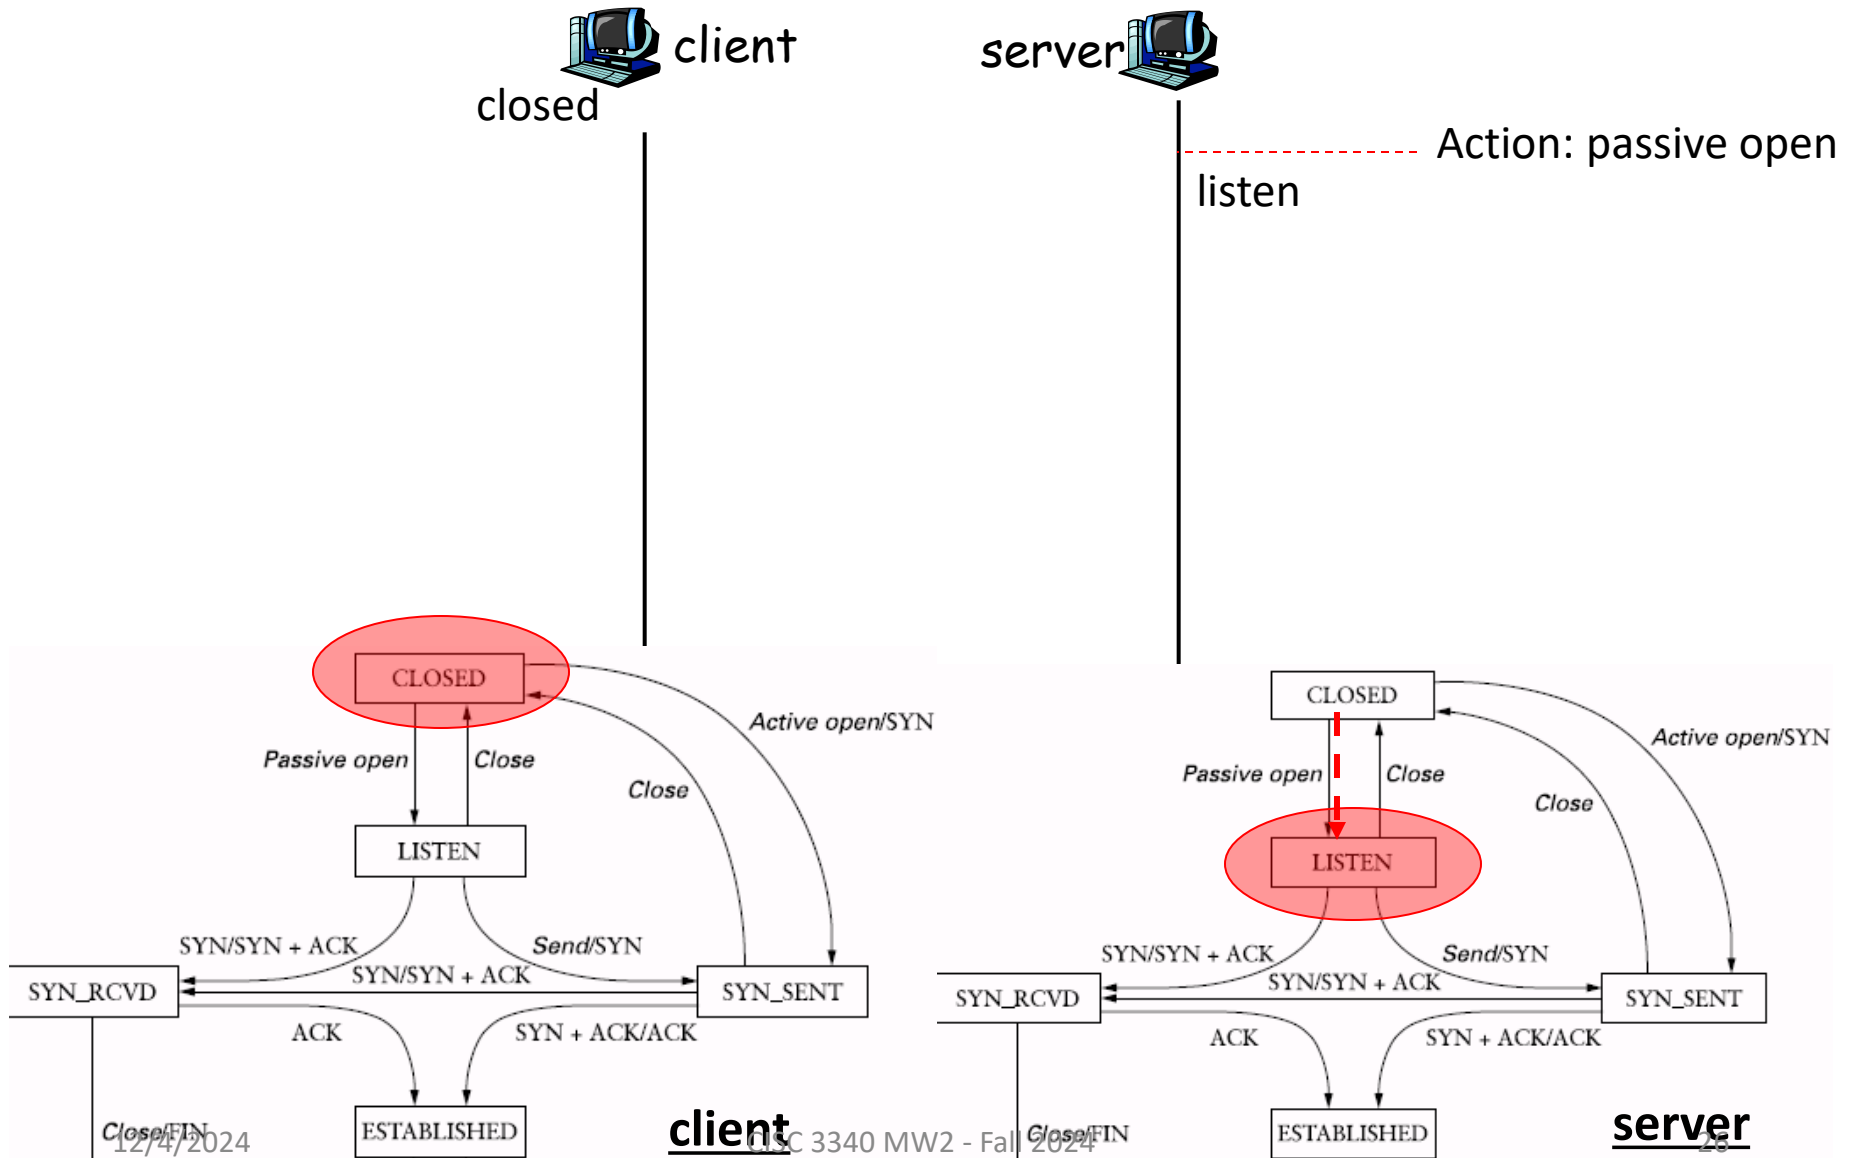 client
server
closed
Action: passive open
listen
CLOSED
Active open/SYN
Passive open
Close
Close
LISTEN
SYN/SYN + ACK
Send/SYN
SYN/SYN + ACK
SYN_RCVD
SYN_SENT
ACK
SYN + ACK/ACK
Close/FIN
ESTABLISHED
client
CLOSED
Active open/SYN
Passive open
Close
Close
LISTEN
SYN/SYN + ACK
Send/SYN
SYN/SYN + ACK
SYN_RCVD
SYN_SENT
ACK
SYN + ACK/ACK
Close/FIN
ESTABLISHED
server
12/4/2024
CISC 3340 MW2 - Fall 2024
26